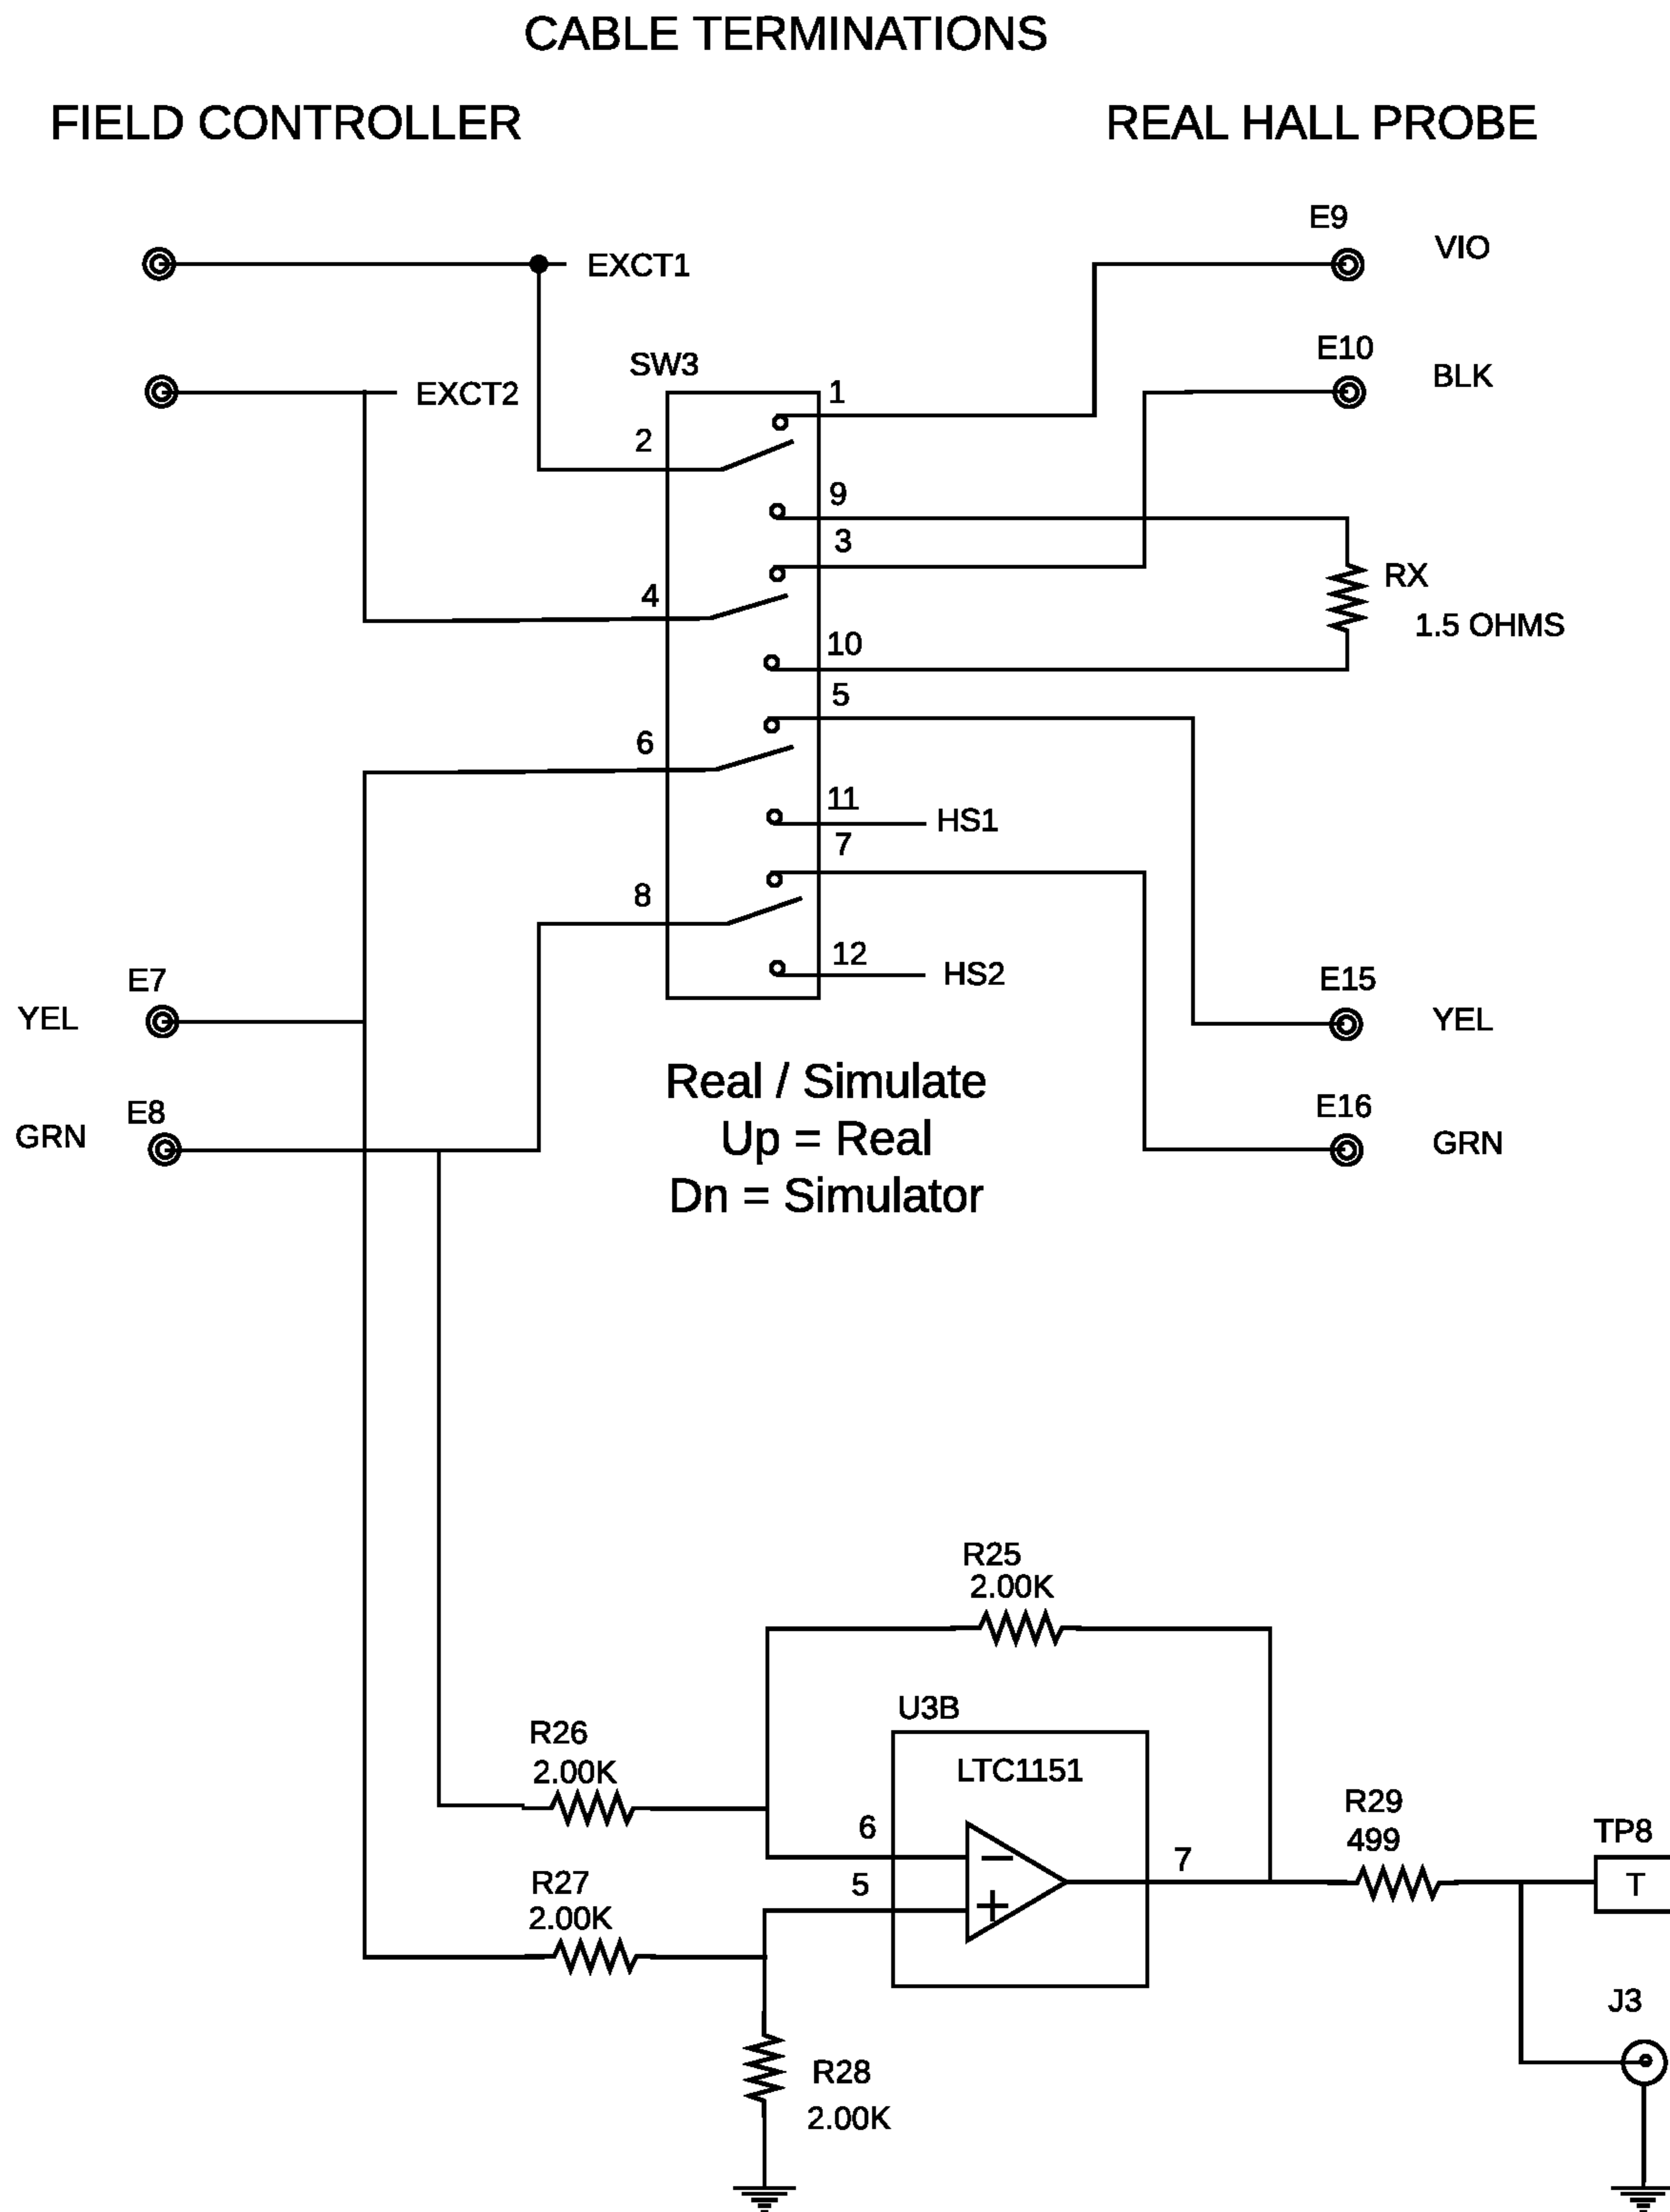 CABLE TERMINATIONS
FIELD CONTROLLER
REAL HALL PROBE
E9
VIO
EXCT1
E10
BLK
EXCT2
SW3
1
2
9
3
RX
1.5 OHMS
4
10
5
6
11
HS1
7
8
12
HS2
E7
YEL
E15
YEL
E8
GRN
E16
GRN
Real / Simulate
Up = Real
Dn = Simulator
R25
2.00K
U3B
LTC1151
R26
2.00K
6
5
7
R29
499
TP8
T
R27
2.00K
J3
R28
2.00K